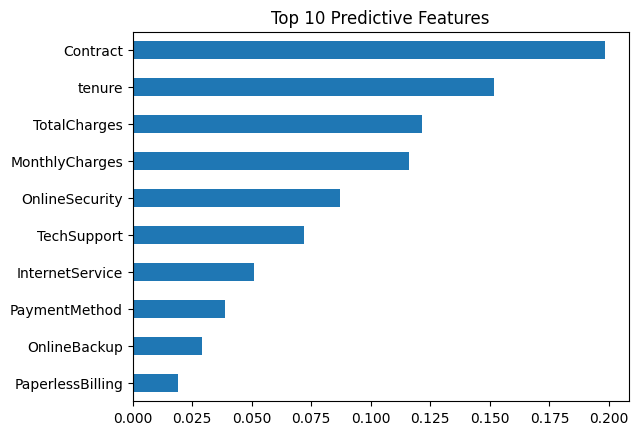 Top 10 Predictive Features
Contract
tenure
TotalCharges
MonthlyCharges
OnlineSecurity
TechSupport
InternetService
PaymentMethod
OnlineBackup
PaperlessBilling
0.000 0.025 0.050 0.075 0.100 0.125 0.150 0.175 0.200